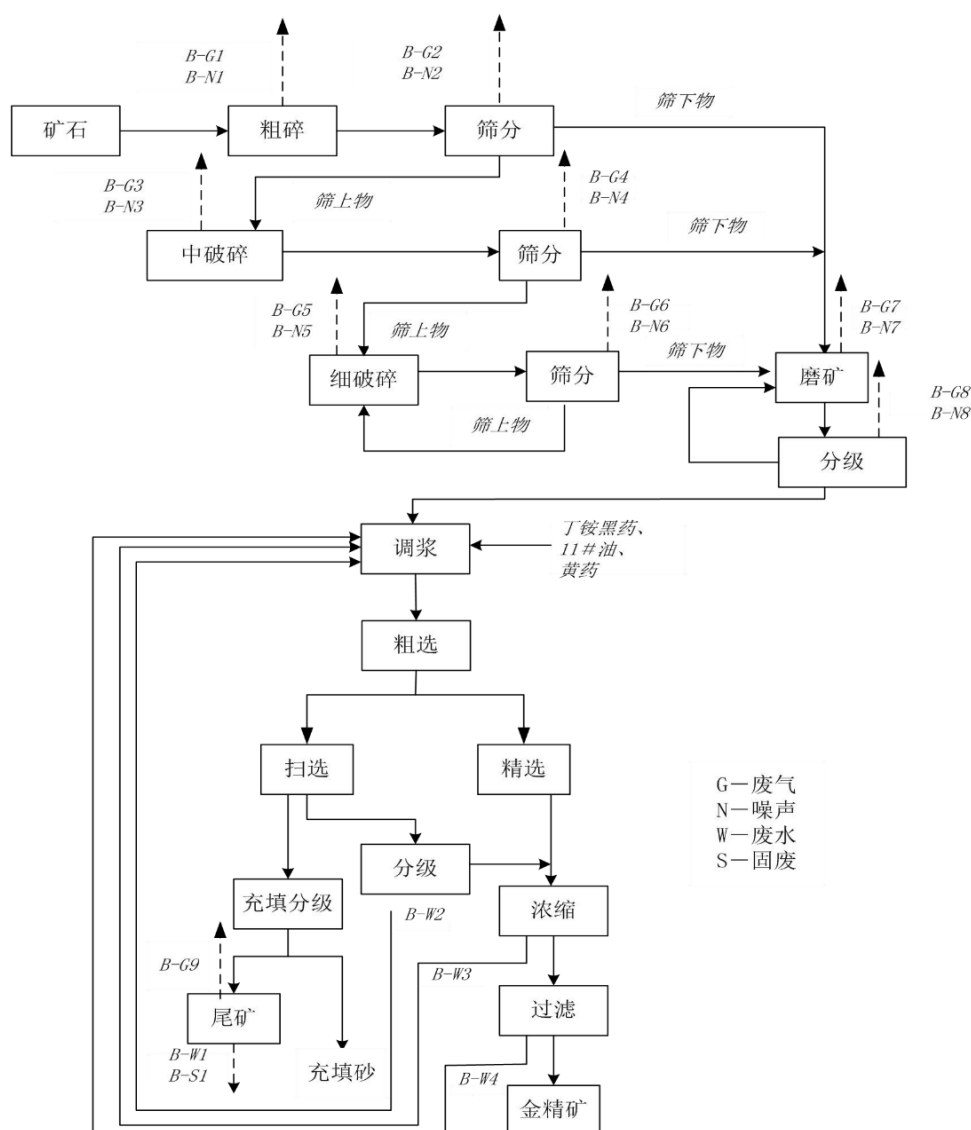 B-G1
B-N1
B-G2
B-N2
筛下物
矿石
粗碎
筛分
B-G3
B-N3
筛上物
B-G4
B-N4
中破碎
筛分
筛下物
B-G5
B-N5
筛上物
B-G6
B-N6
筛下物
B-G7
B-N7
细破碎
筛分
磨矿
筛上物
B-G8
B-N8
分级
调浆
丁铵黑药、
11#油、
黄药
粗选
扫选
精选
G—废气
N—噪声
W—废水
S—固废
分级
充填分级
B-W2
浓缩
B-G9
B-W3
尾矿
过滤
B-W1
B-S1
充填砂
B-W4
金精矿